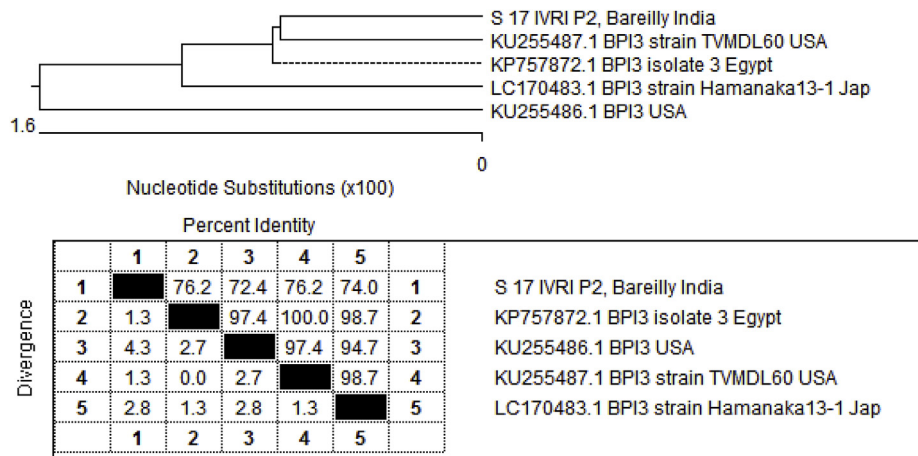 S 17 IVRI P2, Bareilly India
KU255487.1 BPI3 strain TVMDL60 USA
KP757872.1 BPI3 isolate 3 Egypt
LC170483.1 BPI3 strain Hamanaka13-1 Jap
KU255486.1 BPI3 USA
1.6
0
Nucleotide Substitutions (x100)
Percent Identity
Divergence
1 2 3 4 5
1 76.2 72.4 76.2 74.0 1 S 17 IVRI P2, Bareilly India
2 1.3 97.4 100.0 98.7 2 KP757872.1 BPI3 isolate 3 Egypt
3 4.3 2.7 97.4 94.7 3 KU255486.1 BPI3 USA
4 1.3 0.0 2.7 98.7 4 KU255487.1 BPI3 strain TVMDL60 USA
5 2.8 1.3 2.8 1.3 5 LC170483.1 BPI3 strain Hamanaka13-1 Jap
1 2 3 4 5